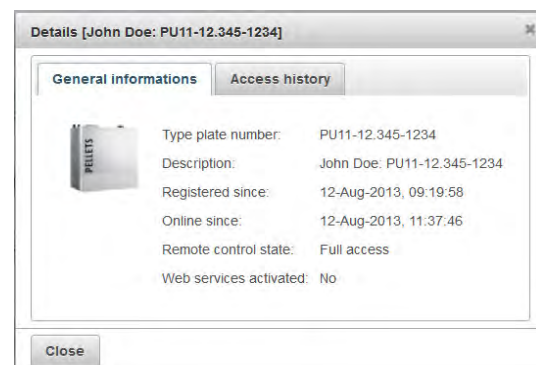 Details [John Doe: PU11-12.345-1234]
General informations Access history
PELLETS
Type plate number: PU11-12.345-1234
Description: John Doe: PU11-12.345-1234
Registered since: 12-Aug-2013, 09:19:58
Online since: 12-Aug-2013, 11:37:46
Remote control state: Full access
Web services activated: No
Close